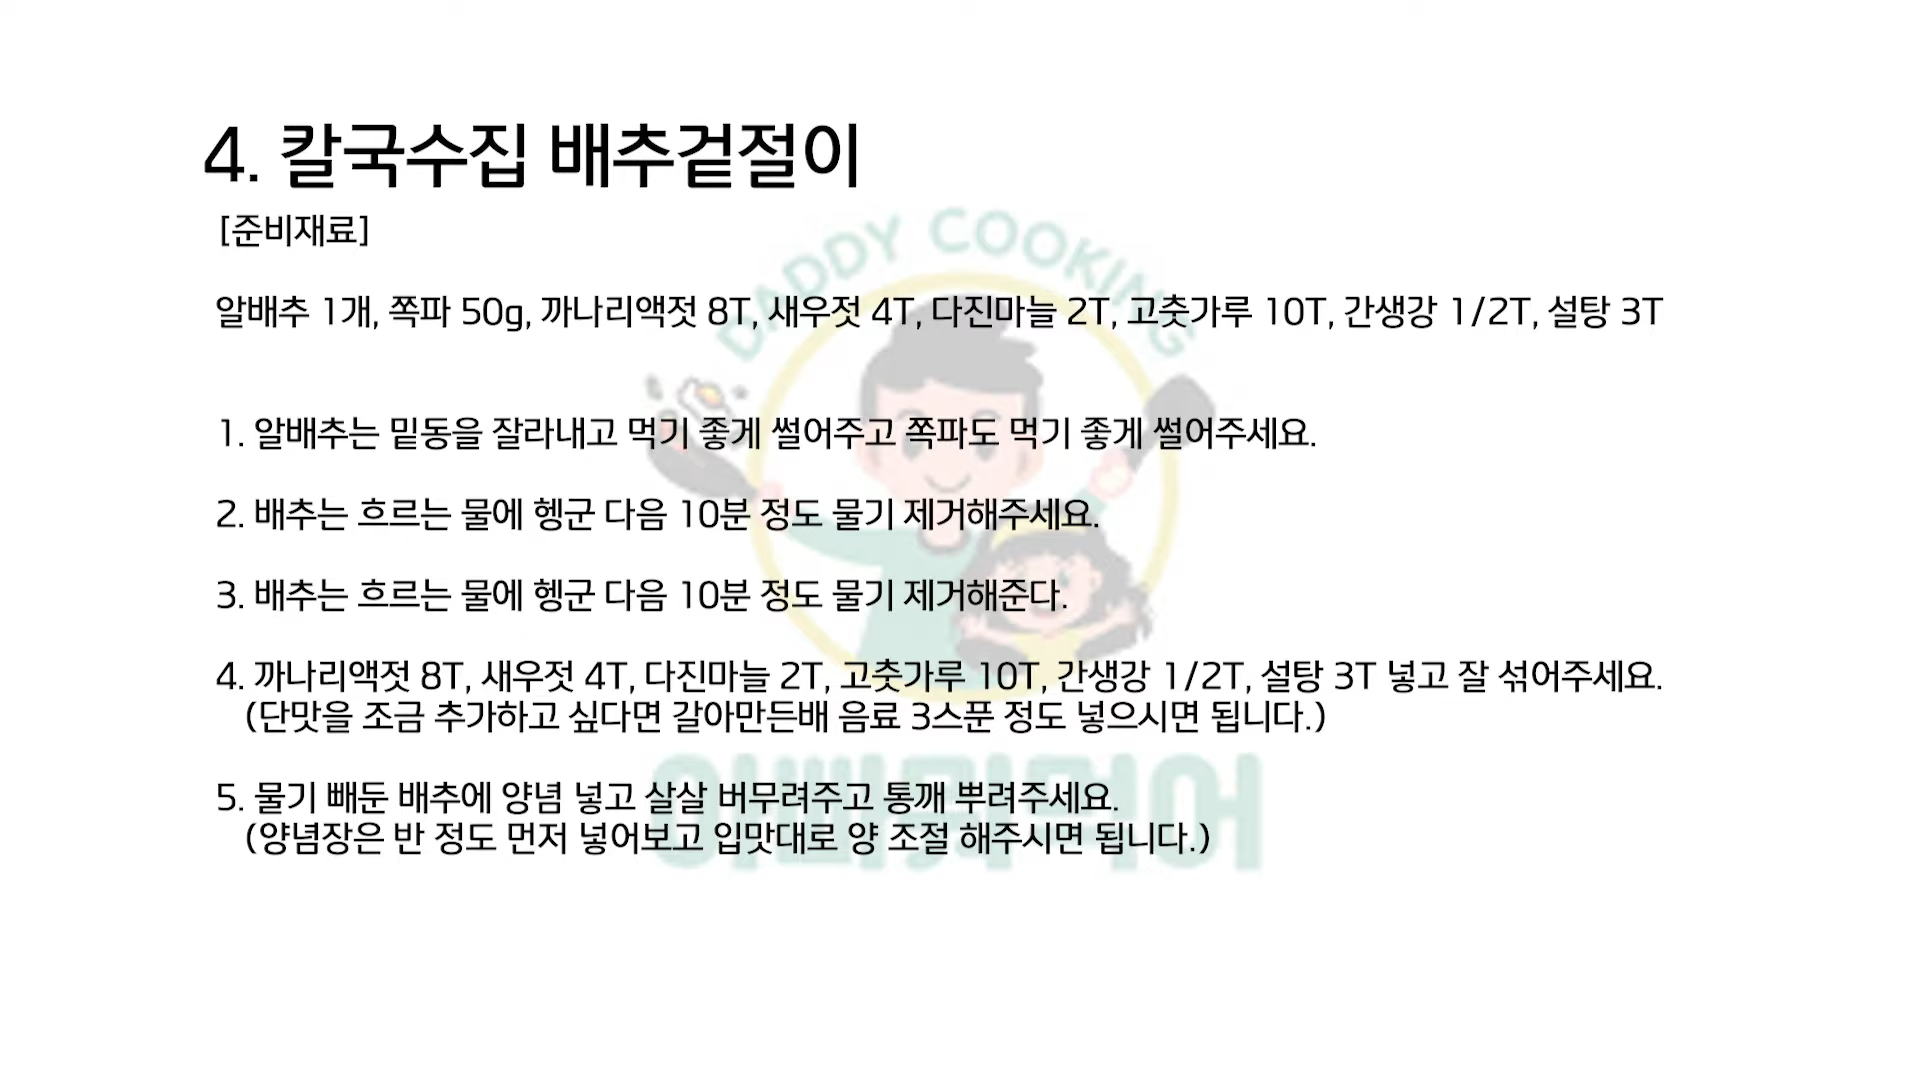 4. 칼국수집 배추겉절이
[준비재료]
DADDY COOKING
알배추 1개, 쪽파 50g, 까나리액젓 8T, 새우젓 4T, 다진마늘 2T, 고춧가루 10T, 간생강 1/2T, 설탕 3T
1. 알배추는 밑동을 잘라내고 먹기 좋게 썰어주고 쪽파도 먹기 좋게 썰어주세요.
2. 배추는 흐르는 물에 헹군 다음 10분 정도 물기 제거해주세요.
3. 배추는 흐르는 물에 헹군 다음 10분 정도 물기 제거해준다.
4. 까나리액젓 8T, 새우젓 4T, 다진마늘 2T, 고춧가루 10T, 간생강 1/2T, 설탕 3T 넣고 잘 섞어주세요.
(단맛을 조금 추가하고 싶다면 갈아만든배 음료 3스푼 정도 넣으시면 됩니다.)
5. 물기 빼둔 배추에 양념 넣고 살살 버무려주고 통깨 뿌려주세요.
(양념장은 반 정도 먼저 넣어보고 입맛대로 양 조절 해주시면 됩니다.)